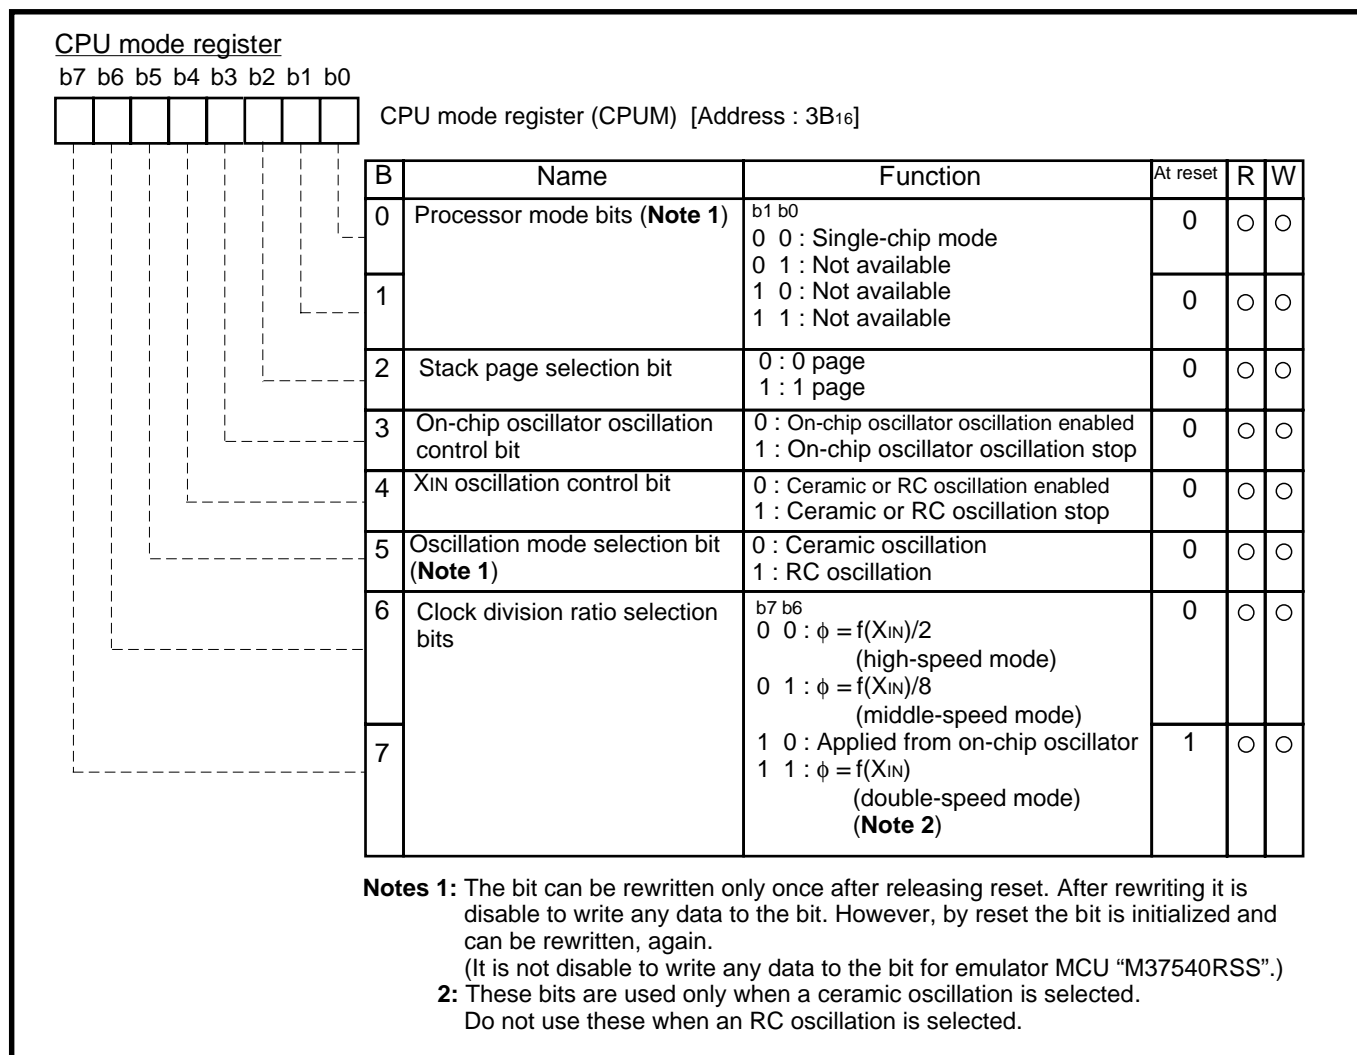 CPU mode register
b7 b6 b5 b4 b3 b2 b1 b0
CPU mode register (CPUM) [Address : 3B16]
B Name Function At reset R W
0 Processor mode bits (Note 1) b1 b0 0 ○ ○
0 0 : Single-chip mode
0 1 : Not available
1 1 0 : Not available 0 ○ ○
1 1 : Not available
2 Stack page selection bit 0 : 0 page 0 ○ ○
1 : 1 page
3 On-chip oscillator oscillation 0 : On-chip oscillator oscillation enabled 0 ○ ○
control bit 1 : On-chip oscillator oscillation stop
4 XIN oscillation control bit 0 : Ceramic or RC oscillation enabled 0 ○ ○
1 : Ceramic or RC oscillation stop
5 Oscillation mode selection bit 0 : Ceramic oscillation 0 ○ ○
(Note 1) 1 : RC oscillation
6 Clock division ratio selection b7 b6 0 ○ ○
bits 0 0 : φ = f(XIN)/2
(high-speed mode)
0 1 : φ = f(XIN)/8
(middle-speed mode)
7 1 0 : Applied from on-chip oscillator 1 ○ ○
1 1 : φ = f(XIN)
(double-speed mode)
(Note 2)
Notes 1: The bit can be rewritten only once after releasing reset. After rewriting it is
disable to write any data to the bit. However, by reset the bit is initialized and
can be rewritten, again.
(It is not disable to write any data to the bit for emulator MCU “M37540RSS”.)
2: These bits are used only when a ceramic oscillation is selected.
Do not use these when an RC oscillation is selected.